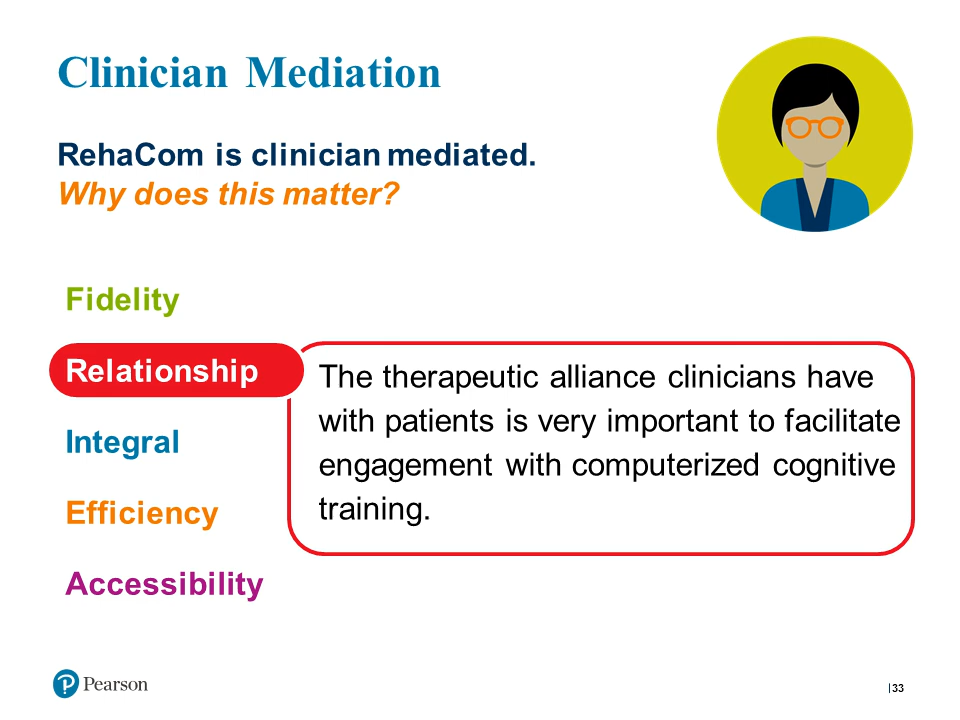 Clinician Mediation
RehaCom is clinician mediated.
Why does this matter?
Fidelity
Relationship
The therapeutic alliance clinicians have
with patients is very important to facilitate
engagement with computerized cognitive
training.
Integral
Efficiency
Accessibility
P Pearson
|33